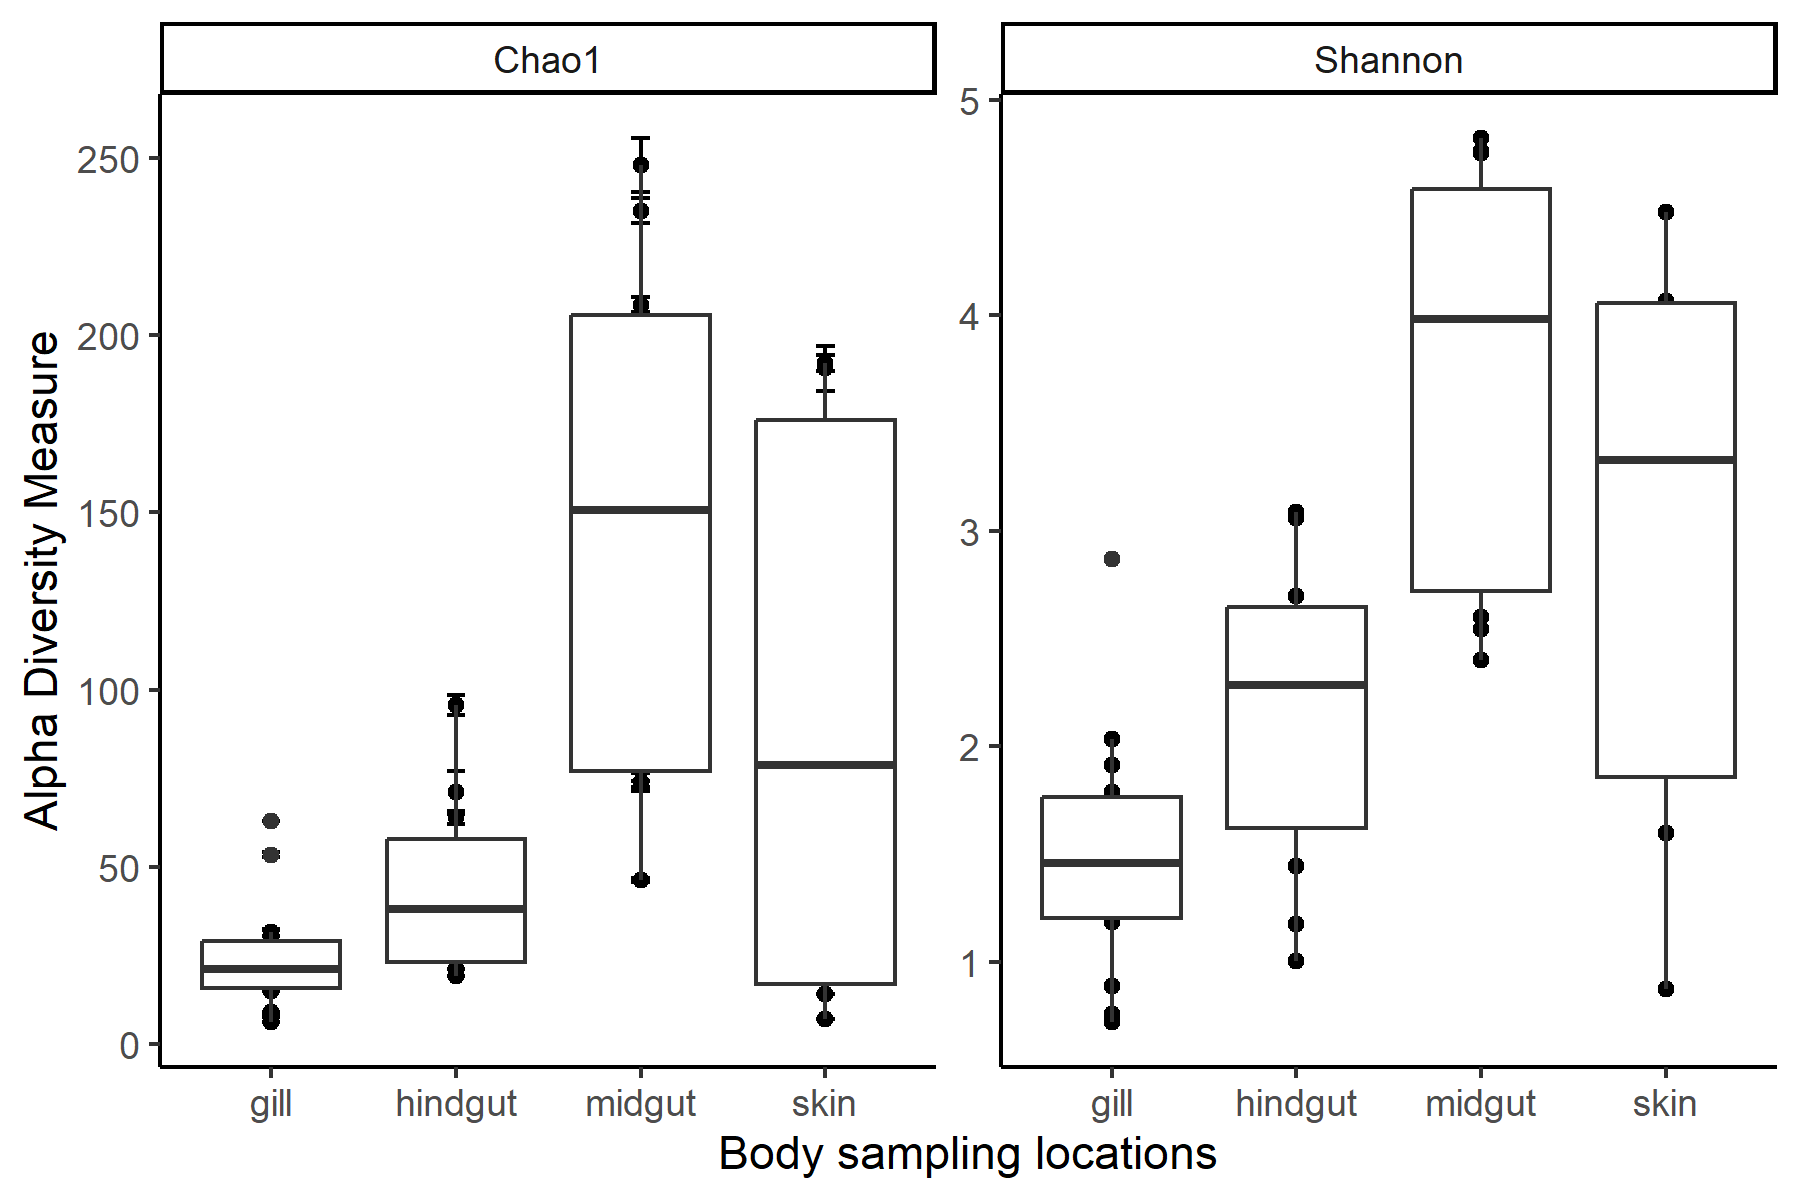 Chao1
Shannon
Alpha Diversity Measure
250
200
150
100
50
0
5
4
3
2
1
gill hindgut midgut skin
gill hindgut midgut skin
Body sampling locations